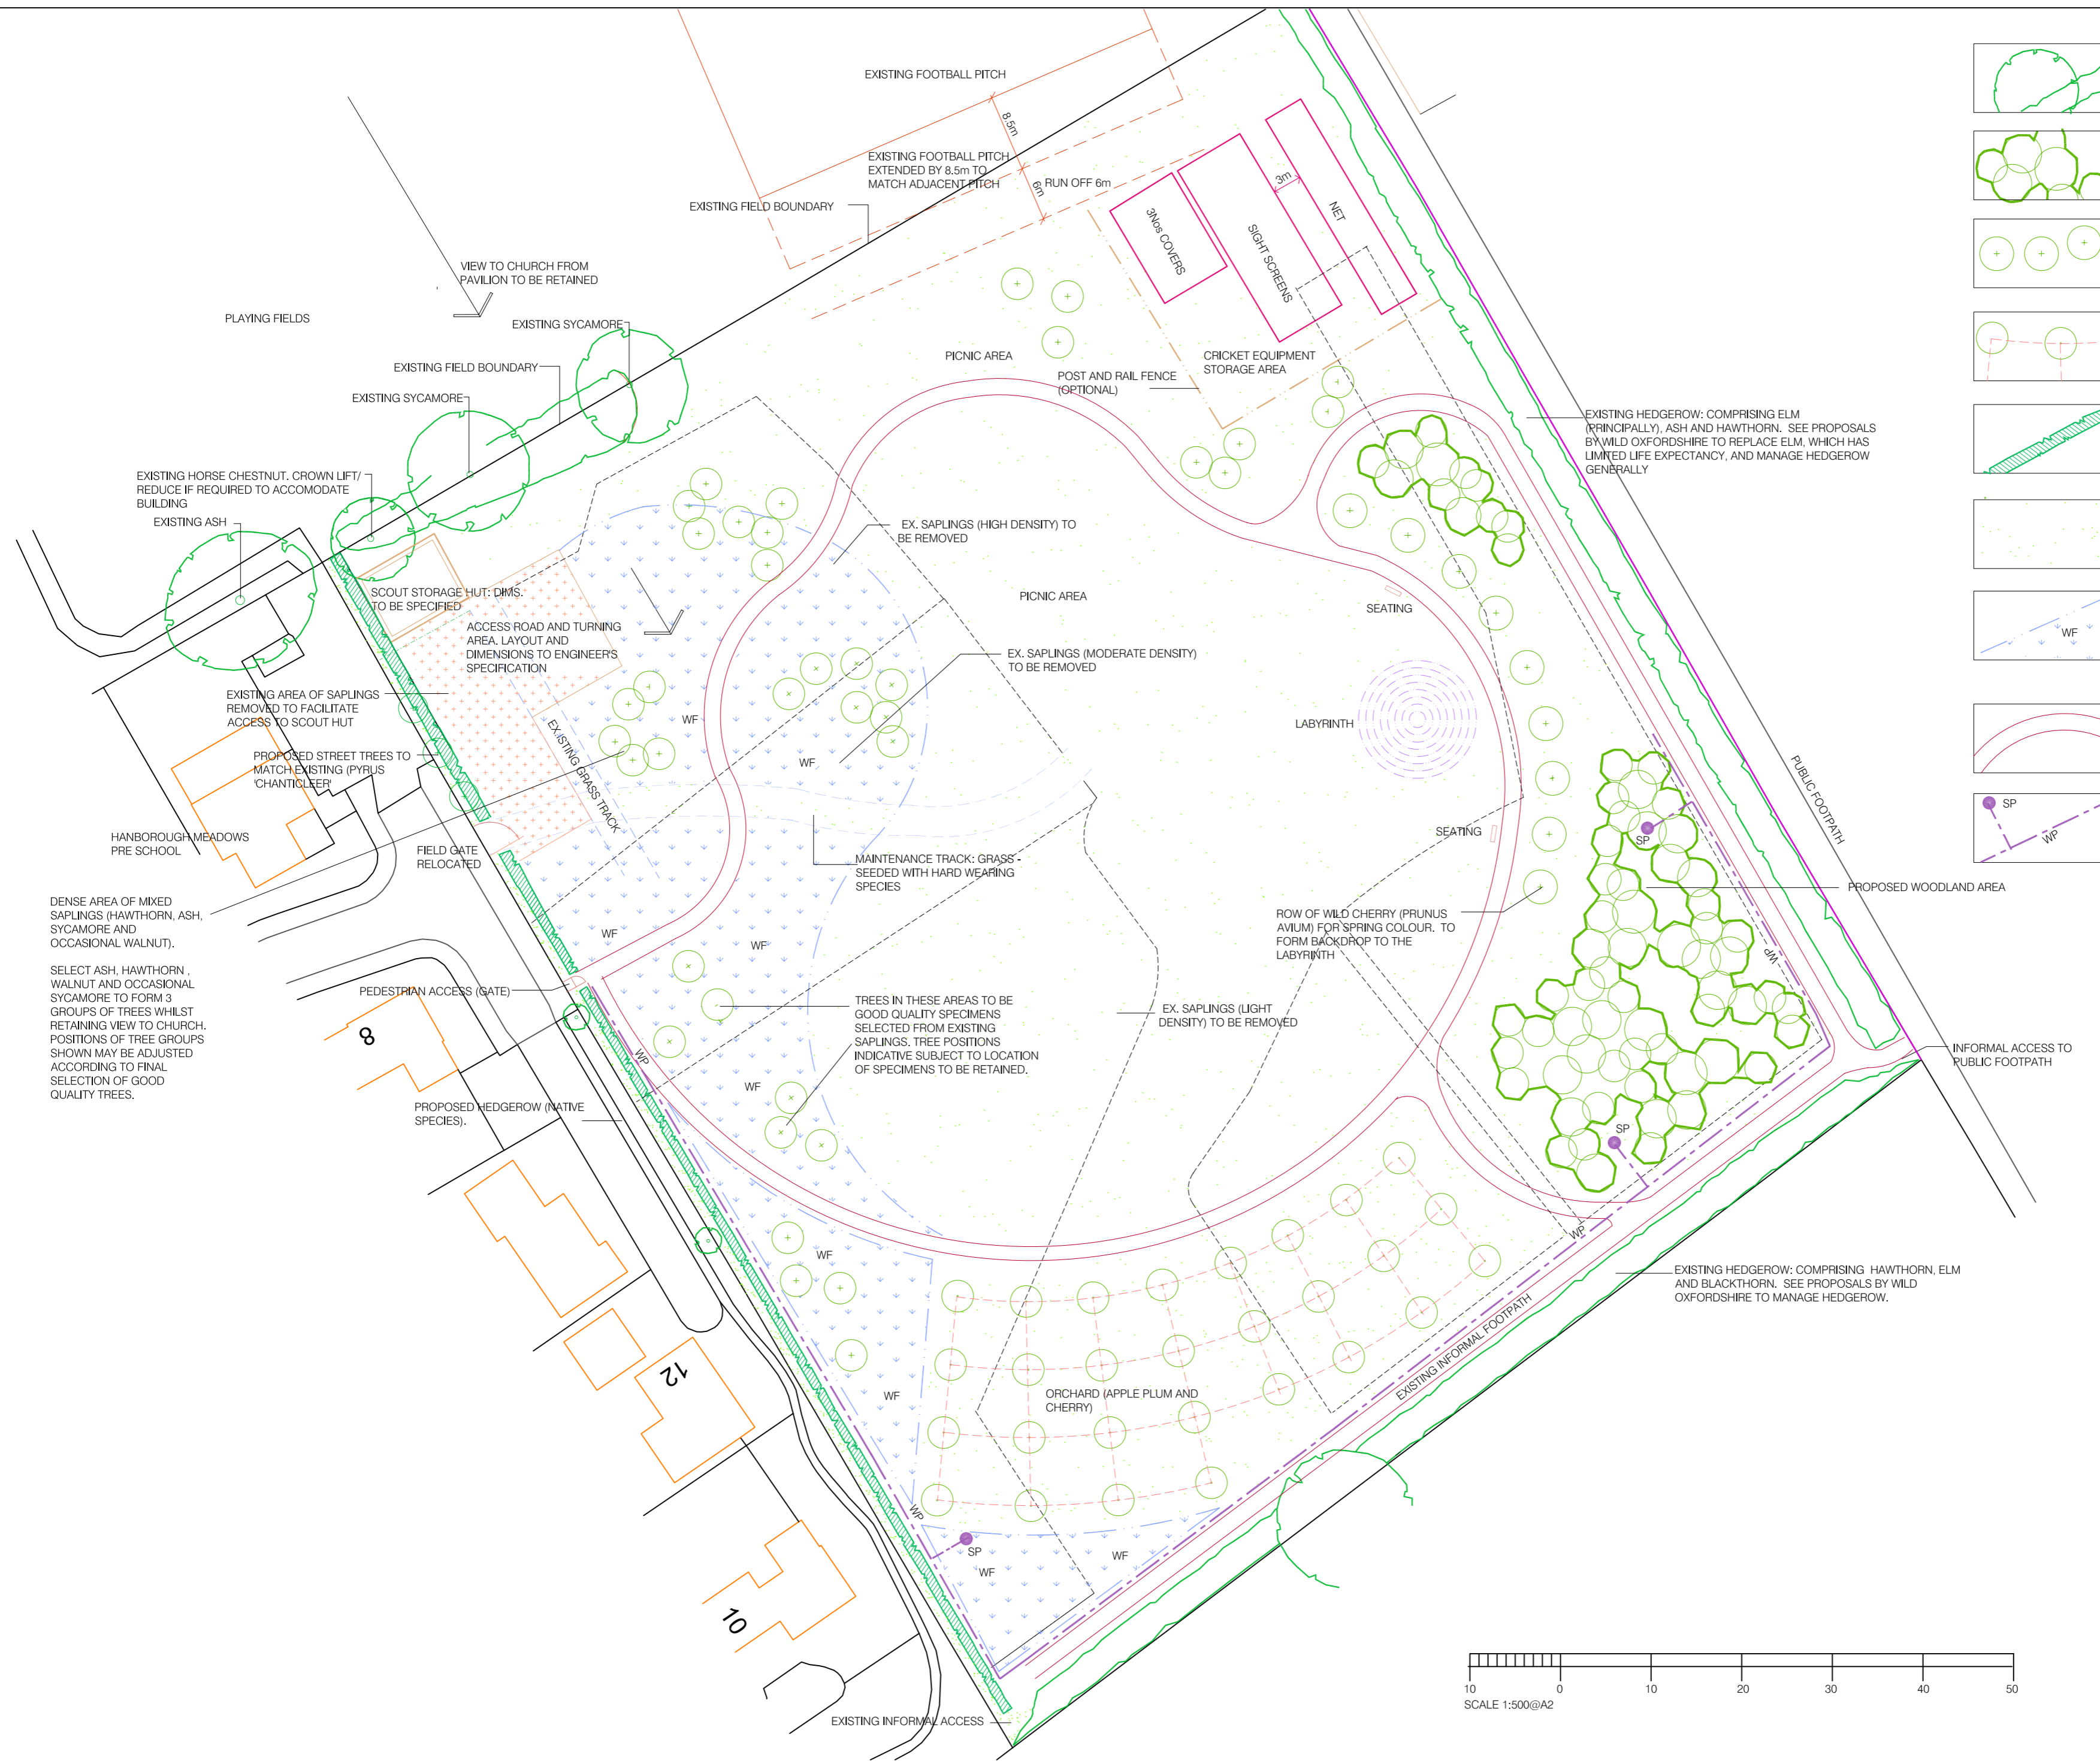 EXISTING FOOTBALL PITCH
8.5m
EXISTING FOOTBALL PITCH
EXTENDED BY 8.5m TO
MATCH ADJACENT PITCH
6m
RUN OFF 6m
3m
EXISTING FIELD BOUNDARY
3Nos COVERS
SIGHT SCREENS
NET
VIEW TO CHURCH FROM
PAVILION TO BE RETAINED
PLAYING FIELDS
EXISTING SYCAMORE
EXISTING FIELD BOUNDARY
EXISTING SYCAMORE
PICNIC AREA
CRICKET EQUIPMENT
STORAGE AREA
POST AND RAIL FENCE
(OPTIONAL)
EXISTING HEDGEROW: COMPRISING ELM
(PRINCIPALLY), ASH AND HAWTHORN. SEE PROPOSALS
BY WILD OXFORDSHIRE TO REPLACE ELM, WHICH HAS
LIMITED LIFE EXPECTANCY, AND MANAGE HEDGEROW
GENERALLY
EXISTING HORSE CHESTNUT. CROWN LIFT/
REDUCE IF REQUIRED TO ACCOMODATE
BUILDING
EXISTING ASH
EX. SAPLINGS (HIGH DENSITY) TO
BE REMOVED
SCOUT STORAGE HUT: DIMS.
TO BE SPECIFIED
PICNIC AREA
SEATING
ACCESS ROAD AND TURNING
AREA. LAYOUT AND
DIMENSIONS TO ENGINEER'S
SPECIFICATION
EX. SAPLINGS (MODERATE DENSITY)
TO BE REMOVED
WF
EXISTING AREA OF SAPLINGS
REMOVED TO FACILITATE
ACCESS TO SCOUT HUT
WF
LABYRINTH
EXISTING GRASS TRACK
PROPOSED STREET TREES TO
MATCH EXISTING (PYRUS
'CHANTICLEER'
WF
PUBLIC FOOTPATH
SP
WP
HANBOROUGH MEADOWS
PRE SCHOOL
FIELD GATE
RELOCATED
SEATING
SP
MAINTENANCE TRACK: GRASS -
SEEDED WITH HARD WEARING
SPECIES
PROPOSED WOODLAND AREA
DENSE AREA OF MIXED
SAPLINGS (HAWTHORN, ASH,
SYCAMORE AND
OCCASIONAL WALNUT).
SELECT ASH, HAWTHORN ,
WALNUT AND OCCASIONAL
SYCAMORE TO FORM 3
GROUPS OF TREES WHILST
RETAINING VIEW TO CHURCH.
POSITIONS OF TREE GROUPS
SHOWN MAY BE ADJUSTED
ACCORDING TO FINAL
SELECTION OF GOOD
QUALITY TREES.
WF
WF
ROW OF WILD CHERRY (PRUNUS
AVIUM) FOR SPRING COLOUR. TO
FORM BACKDROP TO THE
LABYRINTH
WP
PEDESTRIAN ACCESS (GATE)
8
WP
TREES IN THESE AREAS TO BE
GOOD QUALITY SPECIMENS
SELECTED FROM EXISTING
SAPLINGS. TREE POSITIONS
INDICATIVE SUBJECT TO LOCATION
OF SPECIMENS TO BE RETAINED.
EX. SAPLINGS (LIGHT
DENSITY) TO BE REMOVED
INFORMAL ACCESS TO
PUBLIC FOOTPATH
WF
PROPOSED HEDGEROW (NATIVE
SPECIES).
SP
WP
WF
EXISTING HEDGEROW: COMPRISING HAWTHORN, ELM
AND BLACKTHORN. SEE PROPOSALS BY WILD
OXFORDSHIRE TO MANAGE HEDGEROW.
EXISTING INFORMAL FOOTPATH
12
WF
ORCHARD (APPLE PLUM AND
CHERRY)
WP
SP
WF
WF
10
10
0
10
20
30
40
50
SCALE 1:500@A2
EXISTING INFORMAL ACCESS